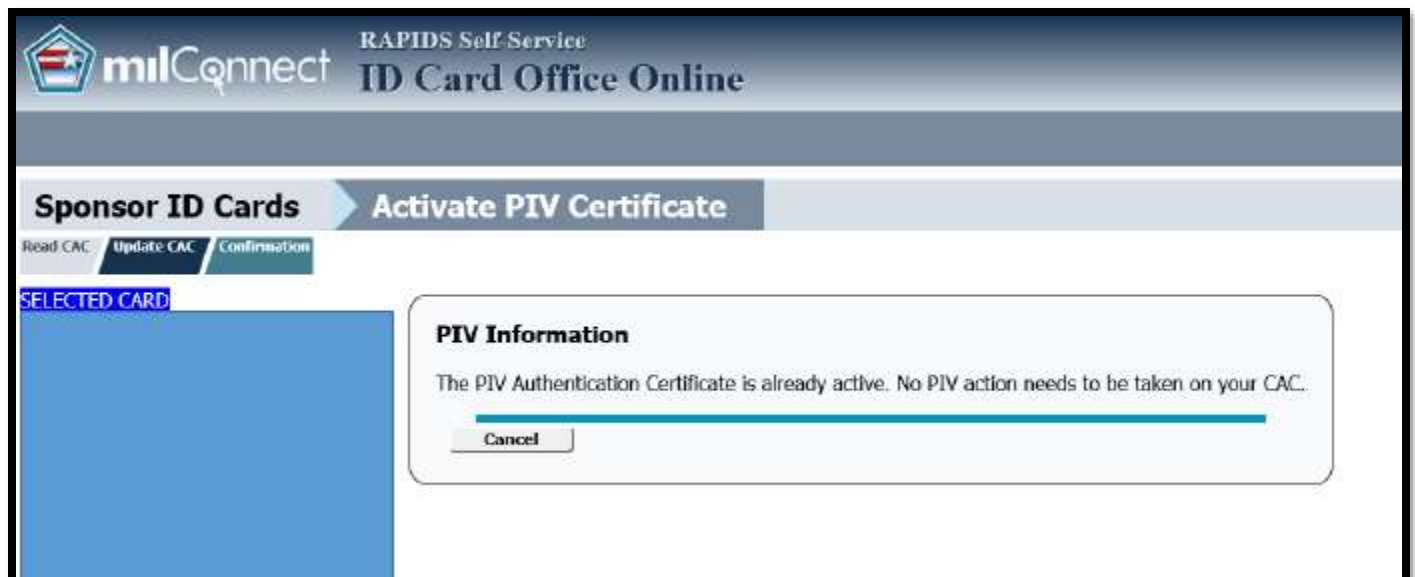 milConnect
RAPIDS Self Service
ID Card Office Online
Sponsor ID Cards
Activate PIV Certificate
Read CAC
Update CAC
Confirmation
SELECTED CARD
PIV Information
The PIV Authentication Certificate is already active. No PIV action needs to be taken on your CAC.
Cancel